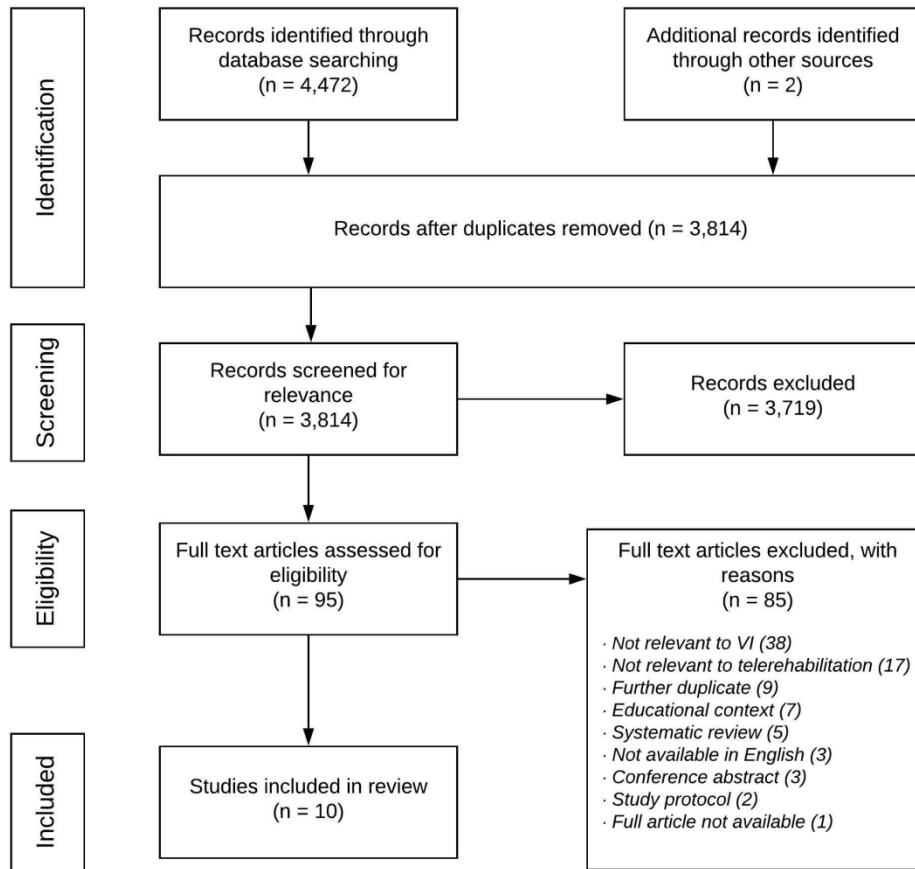 Identification
Records identified through
database searching
(n = 4,472)
Additional records identified
through other sources
(n = 2)
Records after duplicates removed (n = 3,814)
Screening
Records screened for
relevance
(n = 3,814)
Records excluded
(n = 3,719)
Eligibility
Full text articles assessed for
eligibility
(n = 95)
Full text articles excluded, with
reasons
(n = 85)
· Not relevant to VI (38)
· Not relevant to telerehabilitation (17)
· Further duplicate (9)
· Educational context (7)
· Systematic review (5)
· Not available in English (3)
· Conference abstract (3)
· Study protocol (2)
· Full article not available (1)
Included
Studies included in review
(n = 10)